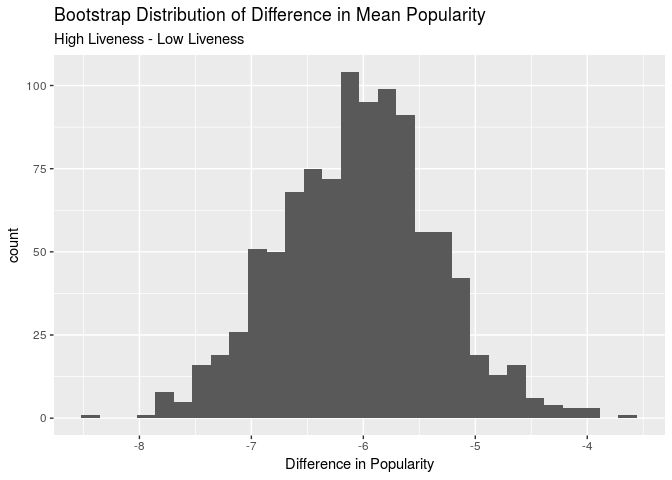 Bootstrap Distribution of Difference in Mean Popularity
High Liveness - Low Liveness
100
75
50
25
0
count
-8
-7
-6
-5
-4
Difference in Popularity